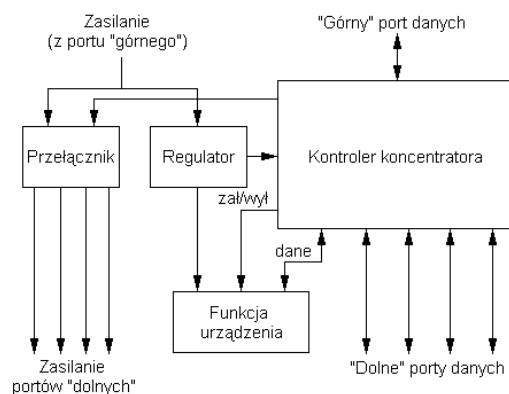 Zasilanie
(z portu "górnego")
"Górny" port danych
Przełącznik
Regulator
Kontroler koncentratora
zał/wył
dane
Funkcja
urządzenia
Zasilanie
portów "dolnych"
"Dolne" porty danych